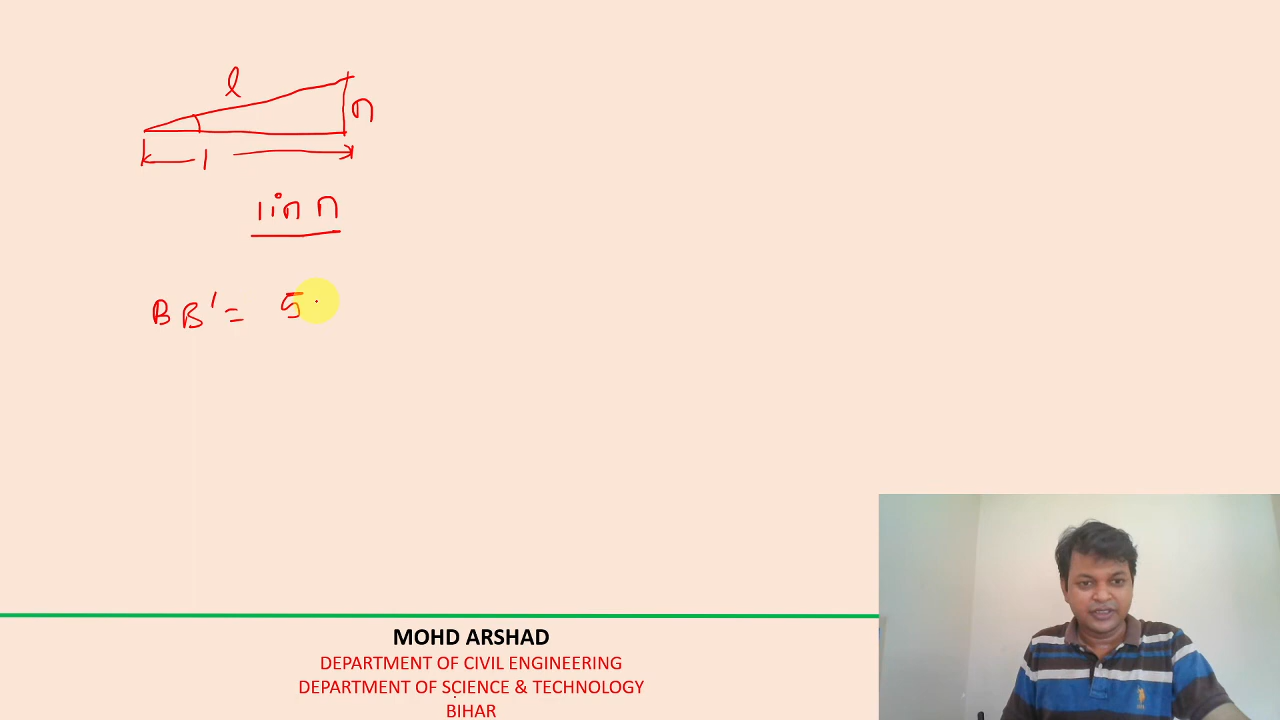 l
n
1
1 in n
BB' = 5.
MOHD ARSHAD
DEPARTMENT OF CIVIL ENGINEERING
DEPARTMENT OF SCIENCE & TECHNOLOGY
BIHAR